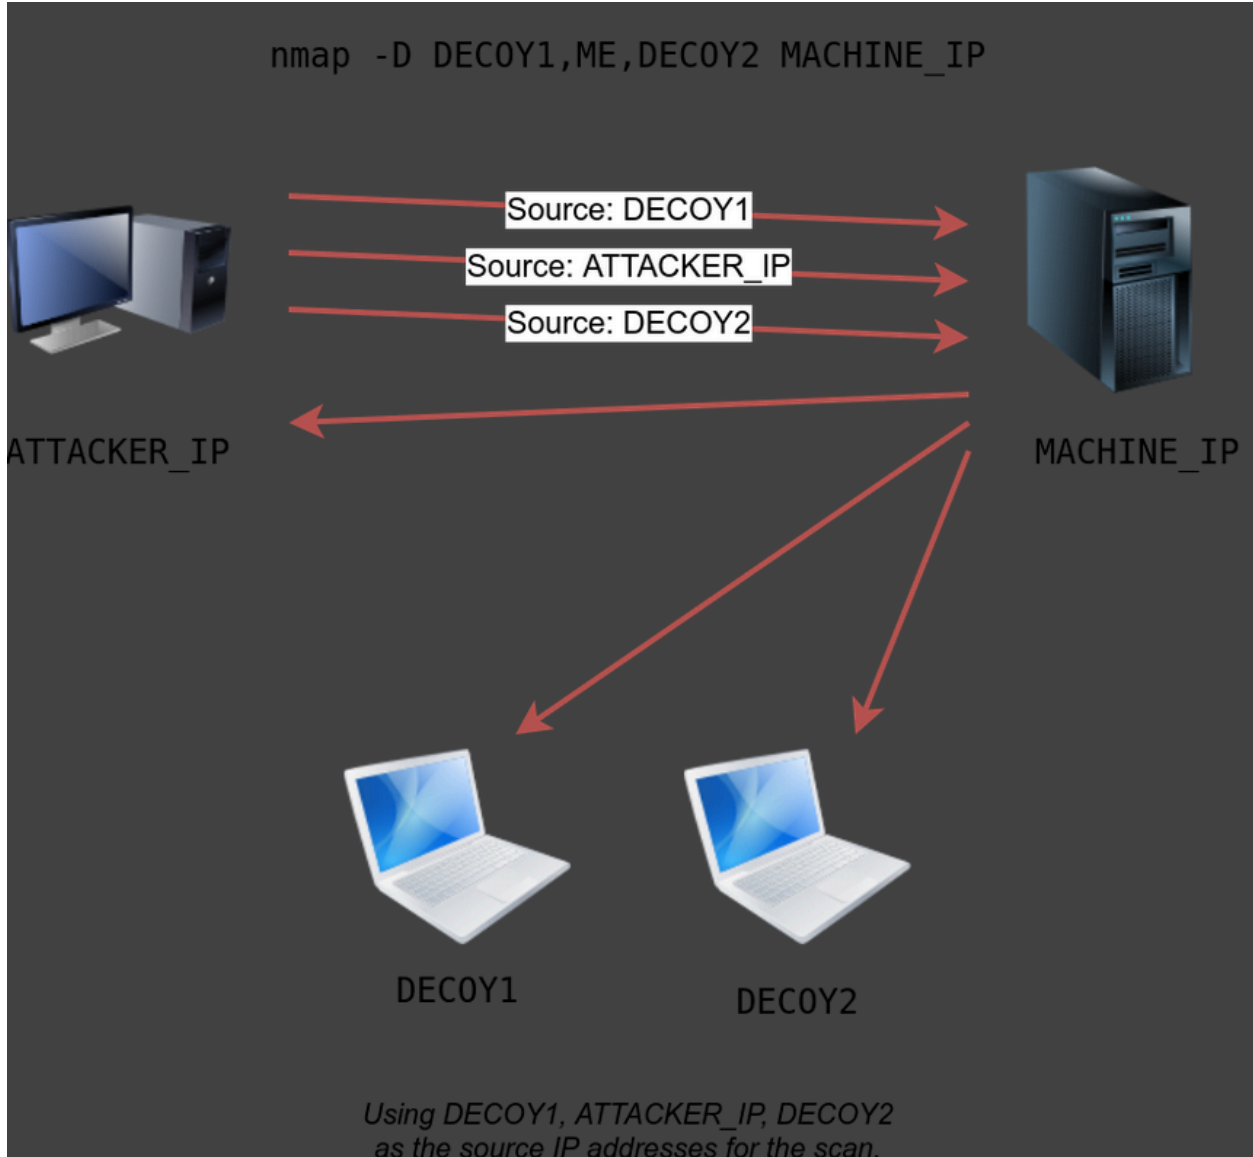 nmap -D DECOY1,ME,DECOY2 MACHINE_IP
Source: DECOY1
Source: ATTACKER_IP
Source: DECOY2
ATTACKER_IP
MACHINE_IP
DECOY1
DECOY2
Using DECOY1, ATTACKER_IP, DECOY2
as the source IP addresses for the scan.